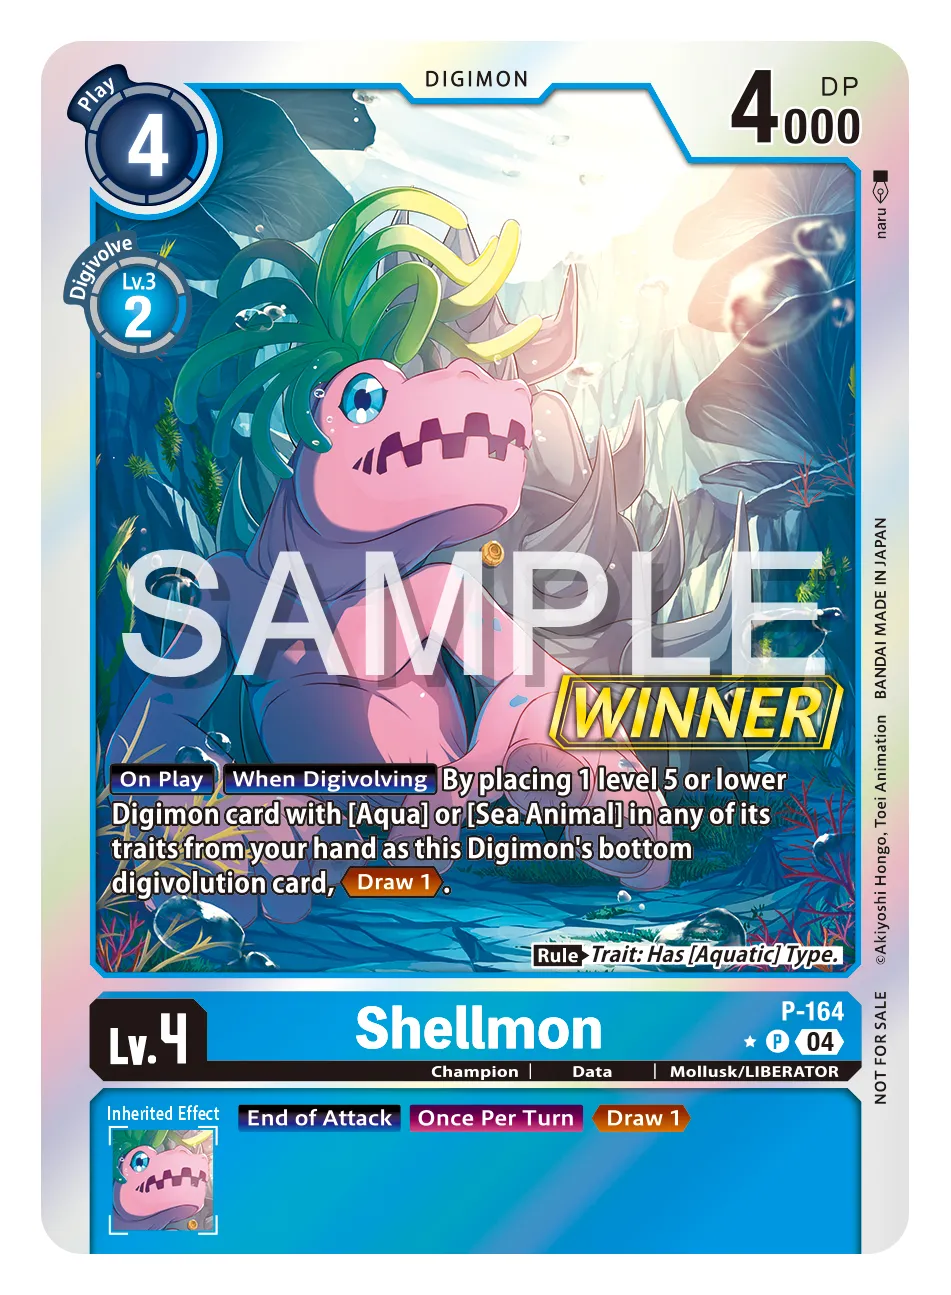 DIGIMON
Play
4
DP
4000
Digivolve
Lv.3
2
naru
SAMPLE
WINNER
On Play When Digivolving By placing 1 level 5 or lower
Digimon card with [Aqua] or [Sea Animal] in any of its
traits from your hand as this Digimon's bottom
digivolution card, Draw 1.
Rule Trait: Has [Aquatic] Type.
©Akiyoshi Hongo, Toei Animation BANDAI MADE IN JAPAN
NOT FOR SALE
Lv.4
Shellmon
P-164
P 04
Champion | Data | Mollusk/LIBERATOR
Inherited Effect End of Attack Once Per Turn Draw 1